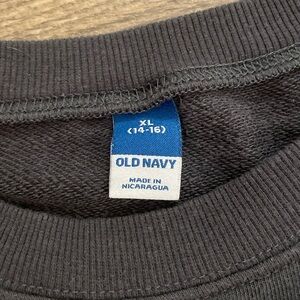 XL
(14-16)
OLD NAVY
MADE IN
NICARAGUA